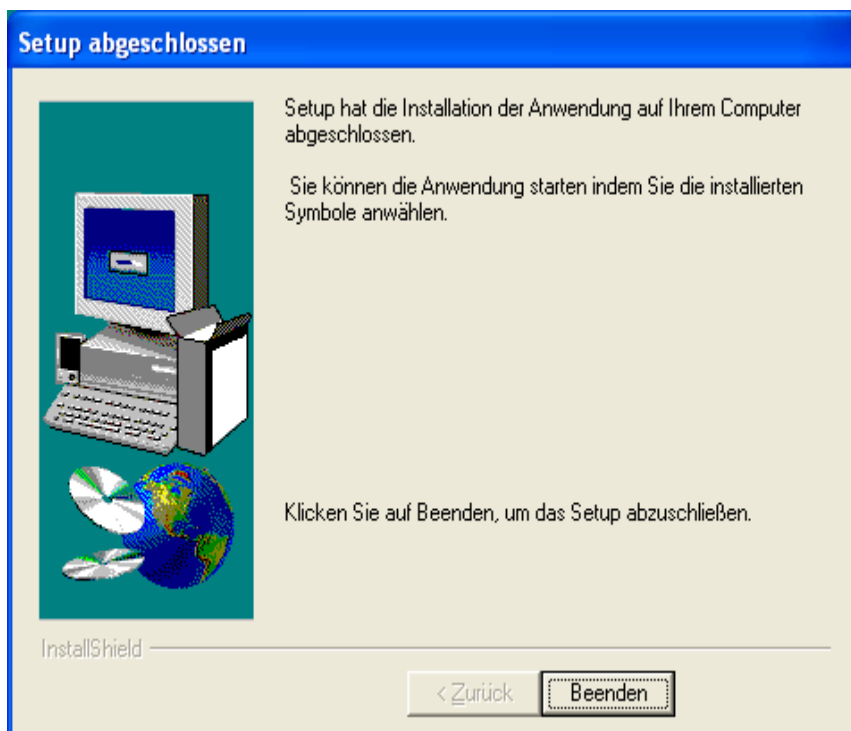 Setup abgeschlossen
Setup hat die Installation der Anwendung auf Ihrem Computer
abgeschlossen.
Sie können die Anwendung starten indem Sie die installierten
Symbole anwählen.
Klicken Sie auf Beenden, um das Setup abzuschließen.
InstallShield
< Zurück
Beenden